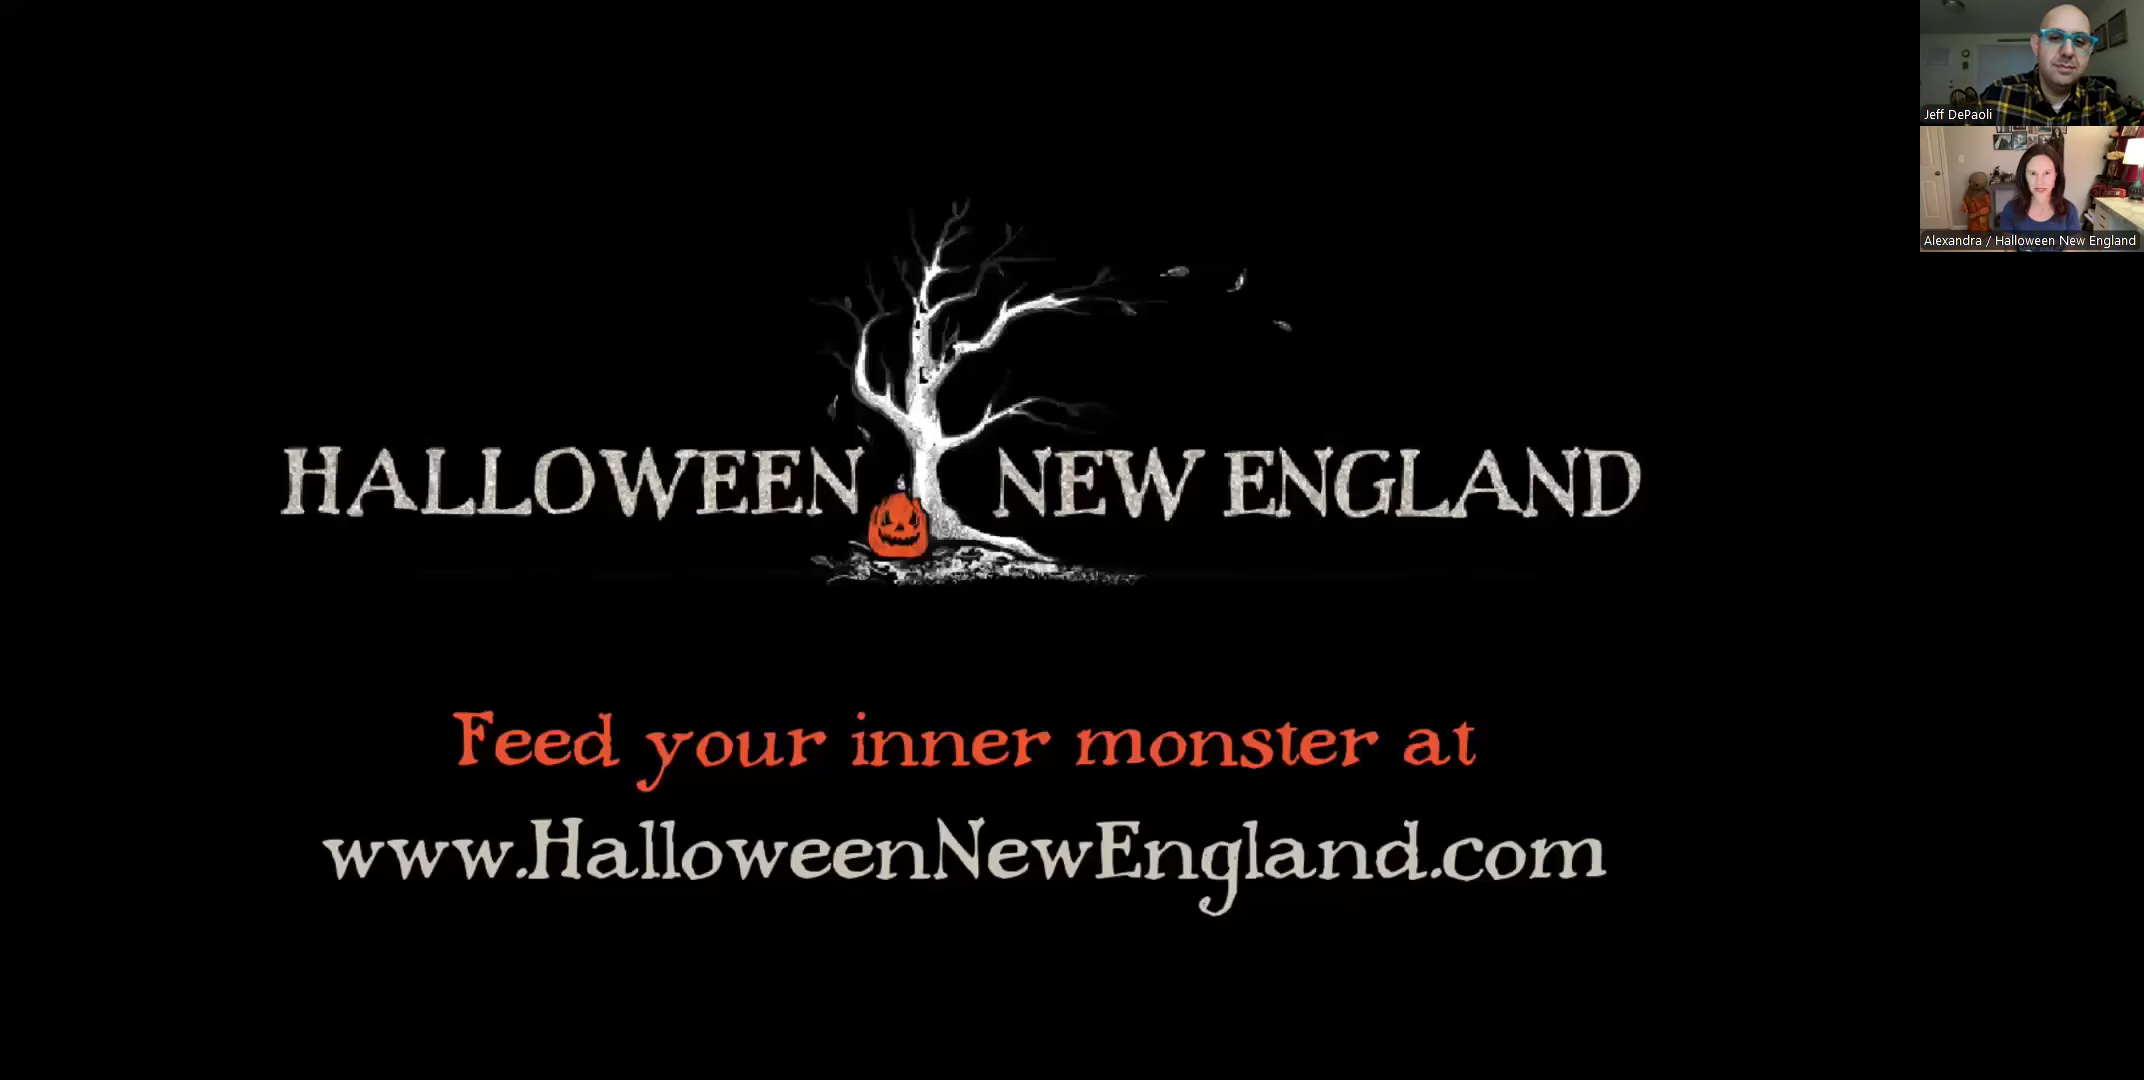 HALLOWEEN NEW ENGLAND
Feed your inner monster at
www.HalloweenNewEngland.com
Jeff DePaoli
Alexandra / Halloween New England